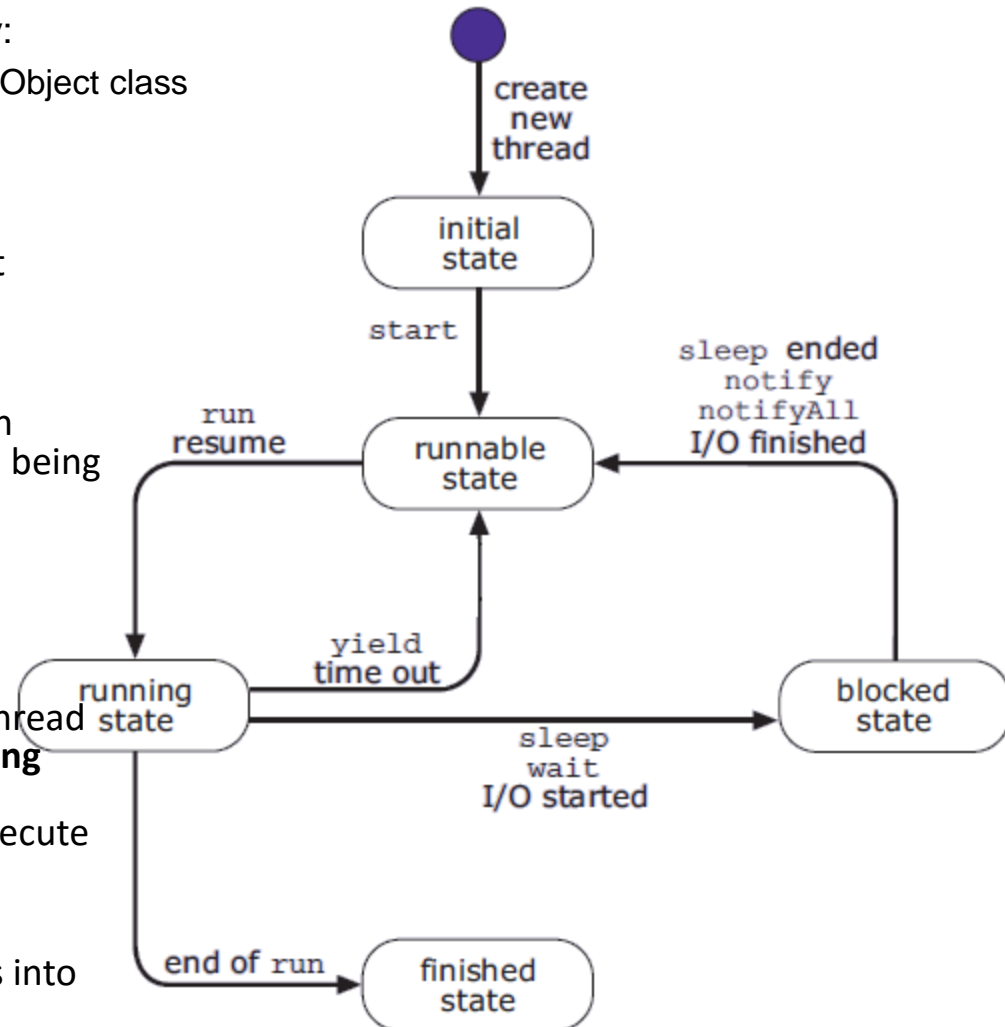 :
Object class
create
new
thread
initial
state
start
sleep ended
notify
notifyAll
I/O finished
run
resume
runnable
state
being
yield
time out
running
state
blocked
state
sleep
wait
I/O started
end of run
finished
state
into